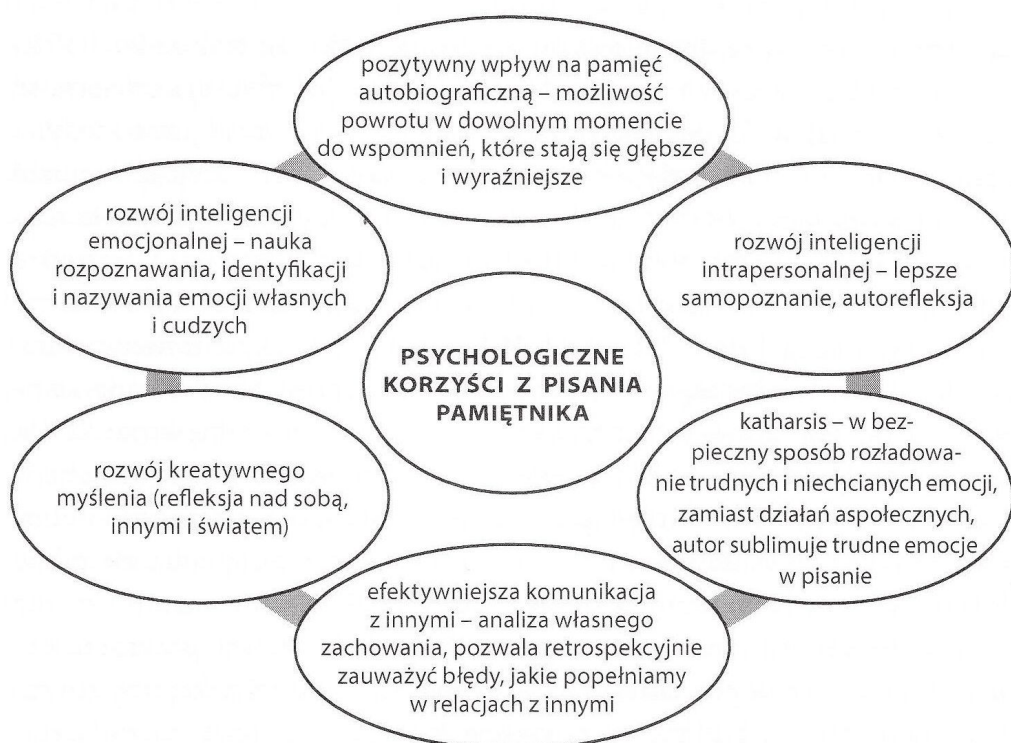 pozytywny wpływ na pamięć
autobiograficzną – możliwość
powrotu w dowolnym momencie
do wspomnień, które stają się głębsze
i wyraźniejsze
rozwój inteligencji
emocjonalnej – nauka
rozpoznawania, identyfikacji
i nazywania emocji własnych
i cudzych
rozwój inteligencji
intrapersonalnej – lepsze
samopoznanie, autorefleksja
PSYCHOLOGICZNE
KORZYŚCI Z PISANIA
PAMIĘTNIKA
rozwój kreatywnego
myślenia (refleksja nad sobą,
innymi i światem)
katharsis – w bez-
pieczny sposób rozładowa-
nie trudnych i niechcianych emocji,
zamiast działań aspołecznych,
autor sublimuje trudne emocje
w pisanie
efektywniejsza komunikacja
z innymi – analiza własnego
zachowania, pozwala retrospekcyjnie
zauważyć błędy, jakie popełniamy
w relacjach z innymi